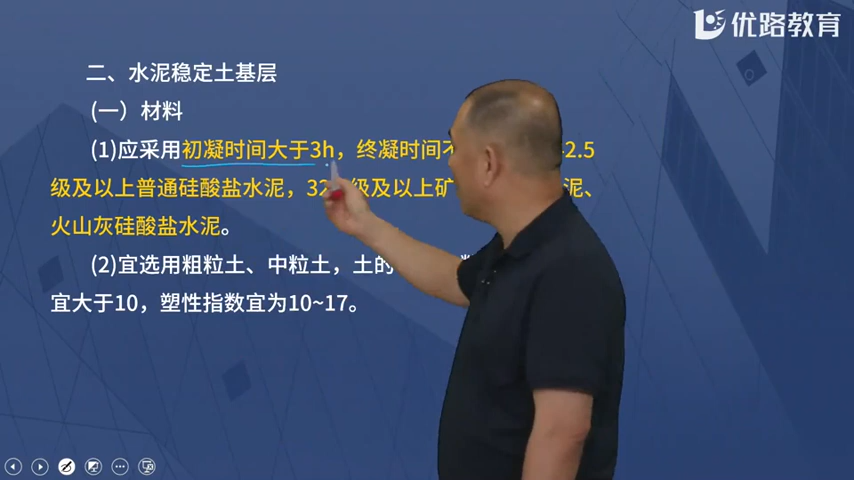 优路教育
二、水泥稳定土基层
(一）材料
(1)应采用初凝时间大于3h，终凝时间不 2.5
级及以上普通硅酸盐水泥，32 级及以上矿 泥、
火山灰硅酸盐水泥。
(2)宜选用粗粒土、中粒土，土的
宜大于10，塑性指数宜为10~17。